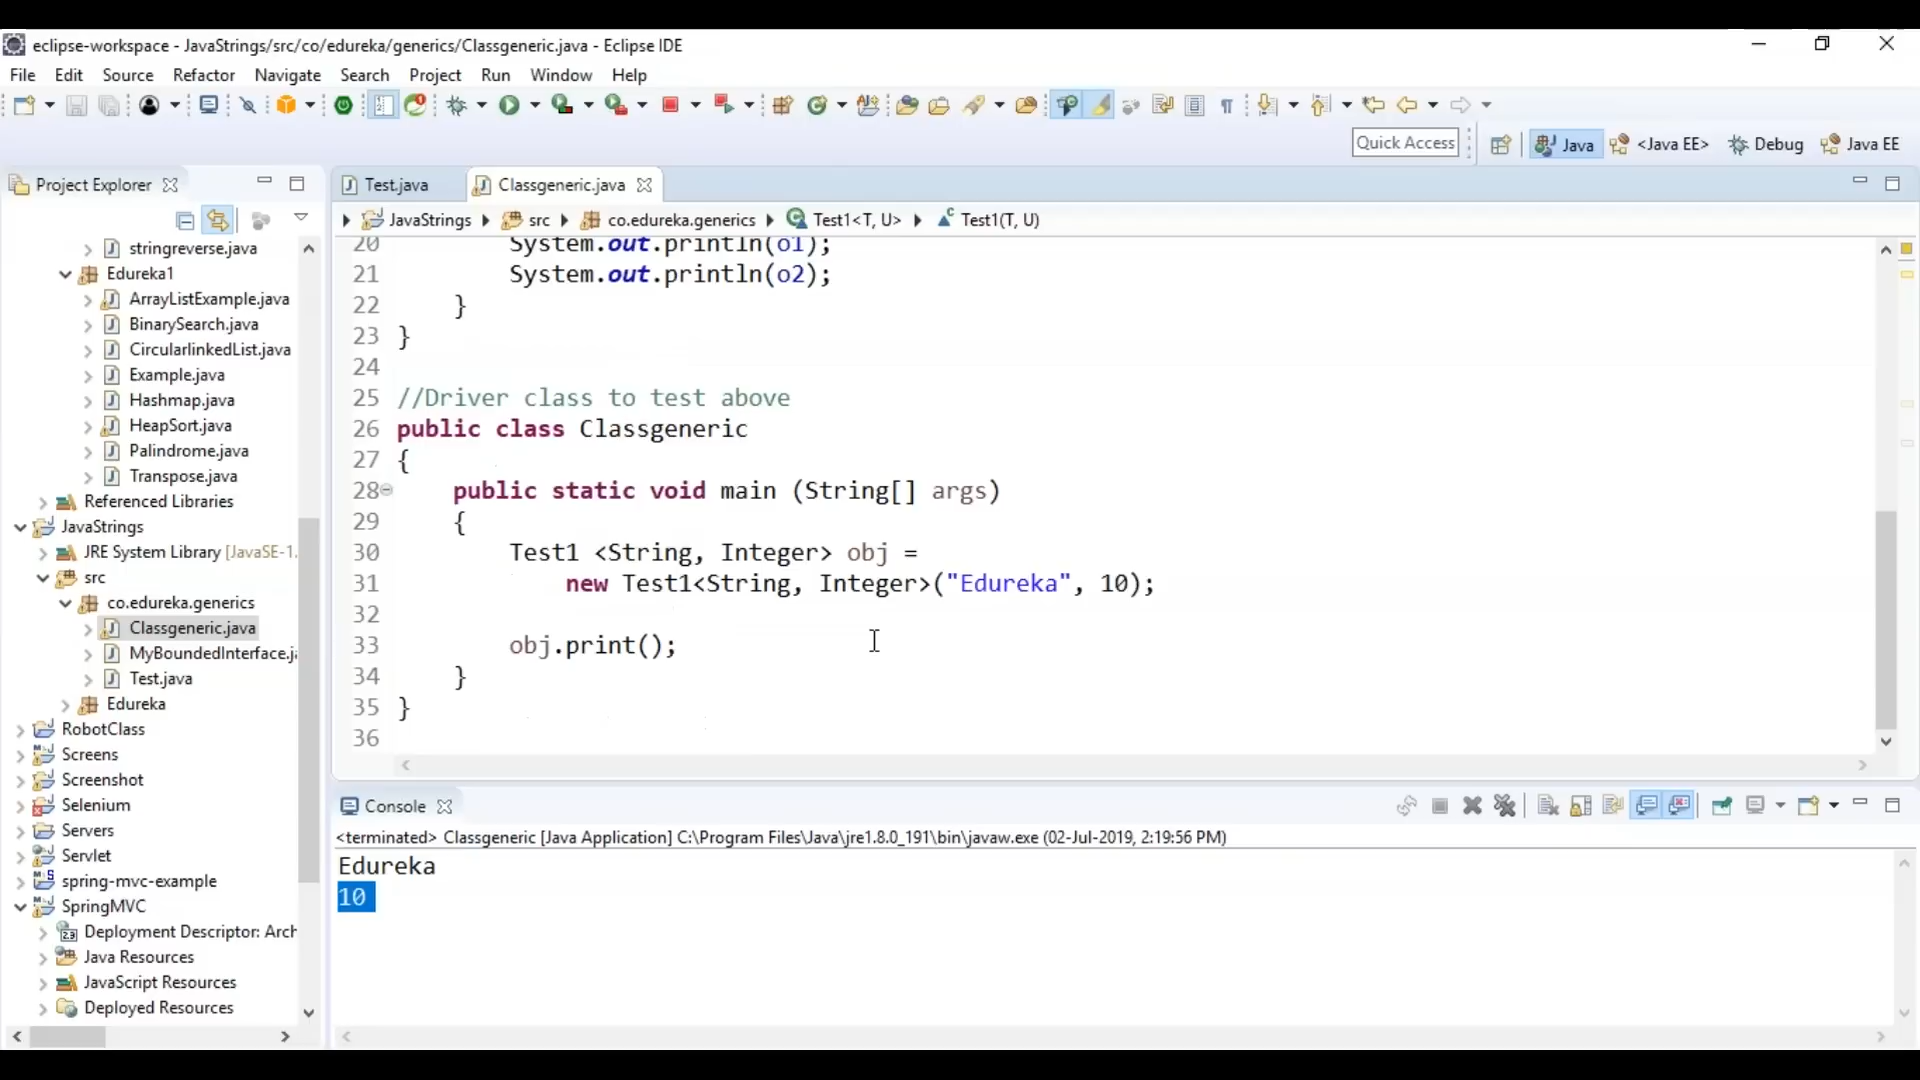 eclipse-workspace - JavaStrings/src/co/edureka/generics/Classgeneric.java - Eclipse IDE
File Edit Source Refactor Navigate Search Project Run Window Help
Quick Access
Java
<Java EE>
Debug
Java EE
Project Explorer
stringreverse.java
Edureka1
ArrayListExample.java
BinarySearch.java
CircularlinkedList.java
Example.java
Hashmap.java
HeapSort.java
Palindrome.java
Transpose.java
Referenced Libraries
JavaStrings
JRE System Library [JavaSE-1.
src
co.edureka.generics
Classgeneric.java
MyBoundedInterface.ja
Test.java
Edureka
RobotClass
Screens
Screenshot
Selenium
Servers
Servlet
spring-mvc-example
SpringMVC
Deployment Descriptor: Arch
Java Resources
JavaScript Resources
Deployed Resources
Test.java
Classgeneric.java
JavaStrings src co.edureka.generics Test1<T, U> Test1(T, U)
20 System.out.println(o1);
21 System.out.println(o2);
22 }
23 }
24
25 //Driver class to test above
26 public class Classgeneric
27 {
28 public static void main (String[] args)
29 {
30 Test1 <String, Integer> obj =
31 new Test1<String, Integer>("Edureka", 10);
32
33 obj.print();
34 }
35 }
36
Console
<terminated> Classgeneric [Java Application] C:\Program Files\Java\jre1.8.0_191\bin\javaw.exe (02-Jul-2019, 2:19:56 PM)
Edureka
10